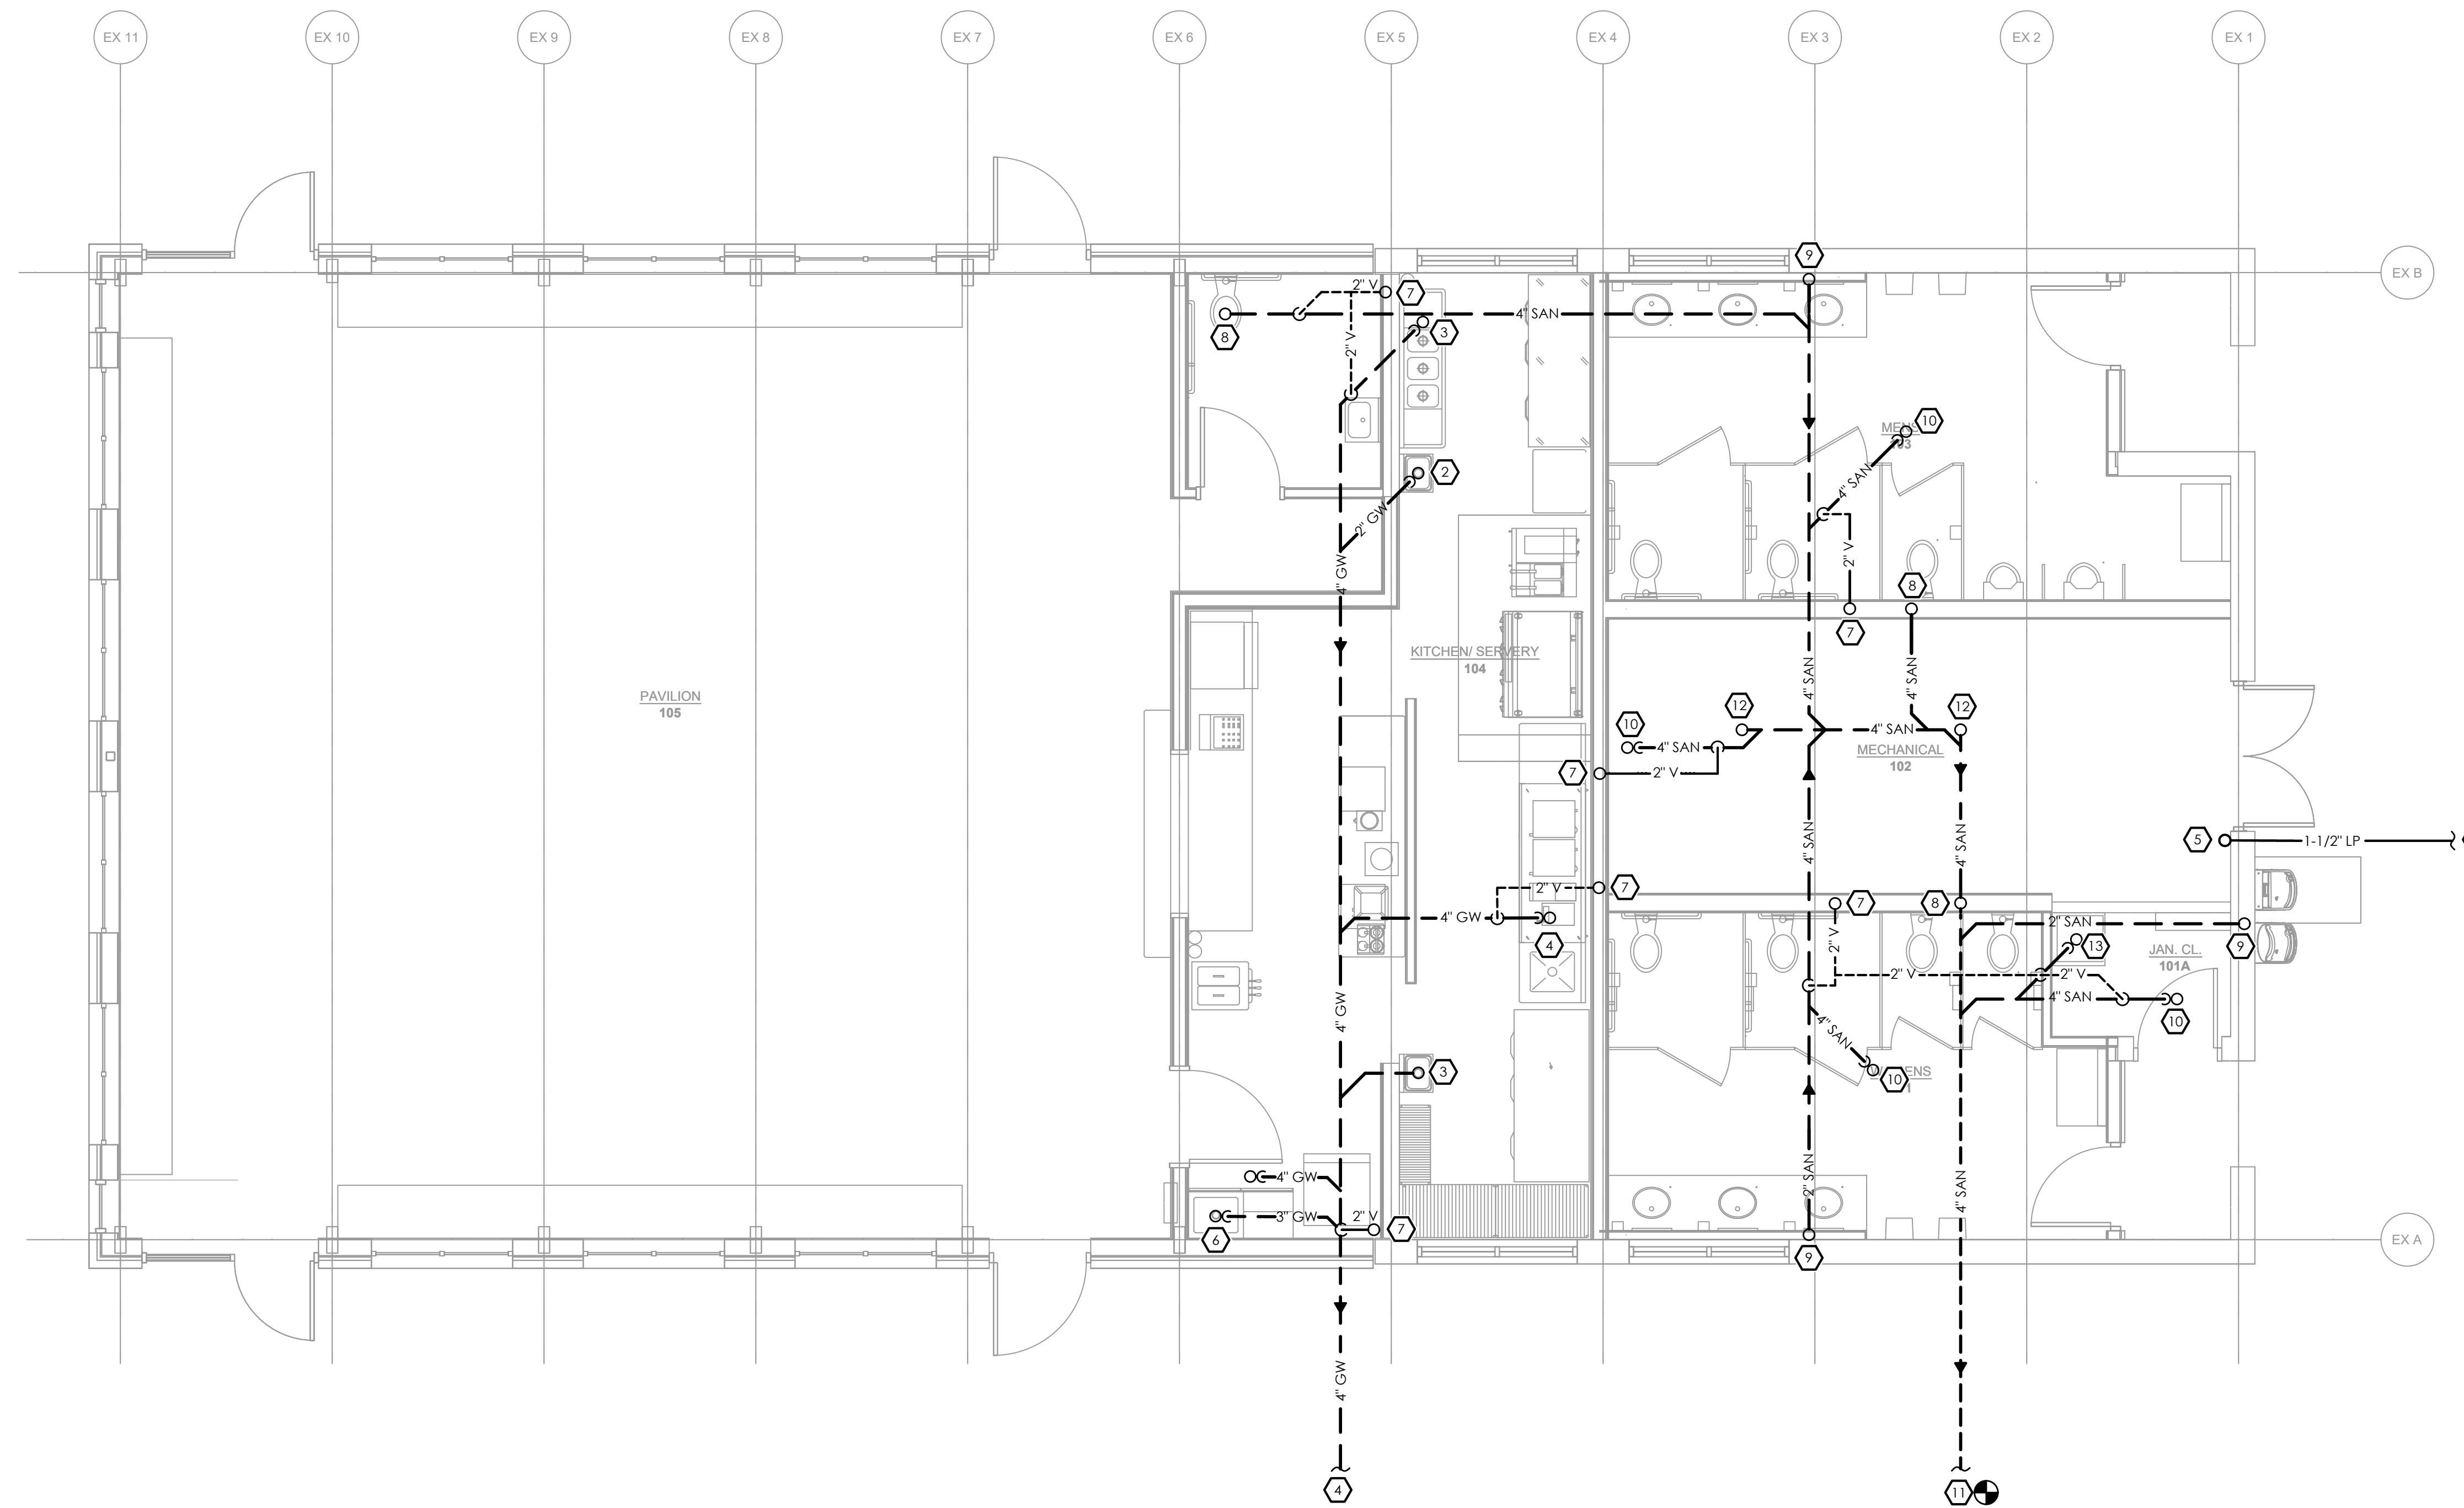 EX 11
EX 10
EX 9
EX 8
EX 7
EX 6
EX 5
EX 4
EX 3
EX 2
EX 1
9
EX B
2" V
7
4" SAN
3
8
2" V
10
MENS
103
2
4" SAN
2" GW
2" V
4" GW
8
7
KITCHEN/ SERVERY
104
4" SAN
4" SAN
PAVILION
105
12
12
10
4" SAN
4" SAN
MECHANICAL
102
7
2" V
5
1-1/2" LP
4" SAN
4" SAN
2" V
7
7
8
4" GW
2" SAN
4
2" V
13
9
JAN. CL.
101A
2" V
2" V
4" SAN
4" GW
4" SAN
10
3
10
ENS
4" GW
2" SAN
4" SAN
3" GW
2" V
7
6
9
EX A
4" GW
4
11